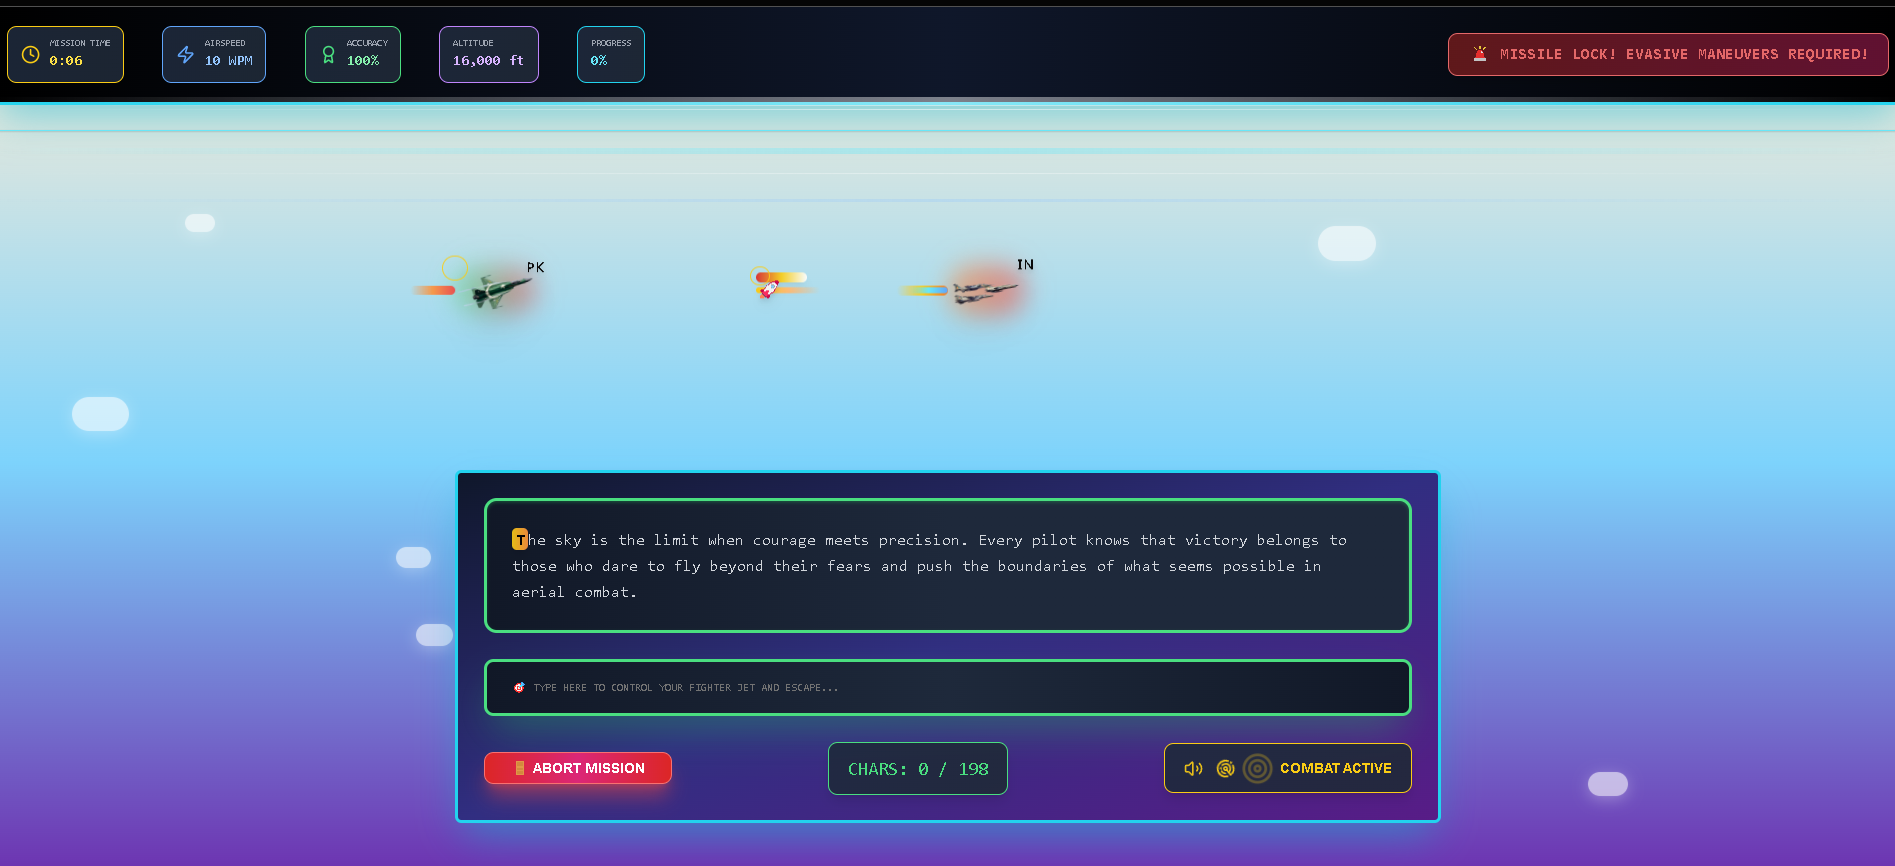 MISSION TIME
0:06
AIRSPEED
10 WPM
ACCURACY
100%
ALTITUDE
16,000 ft
PROGRESS
0%
MISSILE LOCK! EVASIVE MANEUVERS REQUIRED!
PK
IN
The sky is the limit when courage meets precision. Every pilot knows that victory belongs to
those who dare to fly beyond their fears and push the boundaries of what seems possible in
aerial combat.
TYPE HERE TO CONTROL YOUR FIGHTER JET AND ESCAPE...
ABORT MISSION
CHARS: 0 / 198
COMBAT ACTIVE